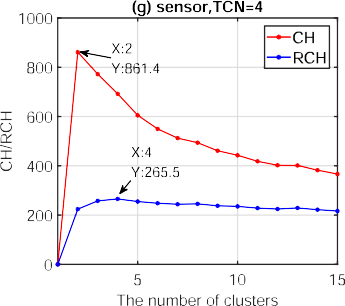 (g) sensor,TCN=4
1000
800
600
400
200
0
CH/RCH
X:2
Y:861.4
X:4
Y:265.5
CH
RCH
5
10
15
The number of clusters